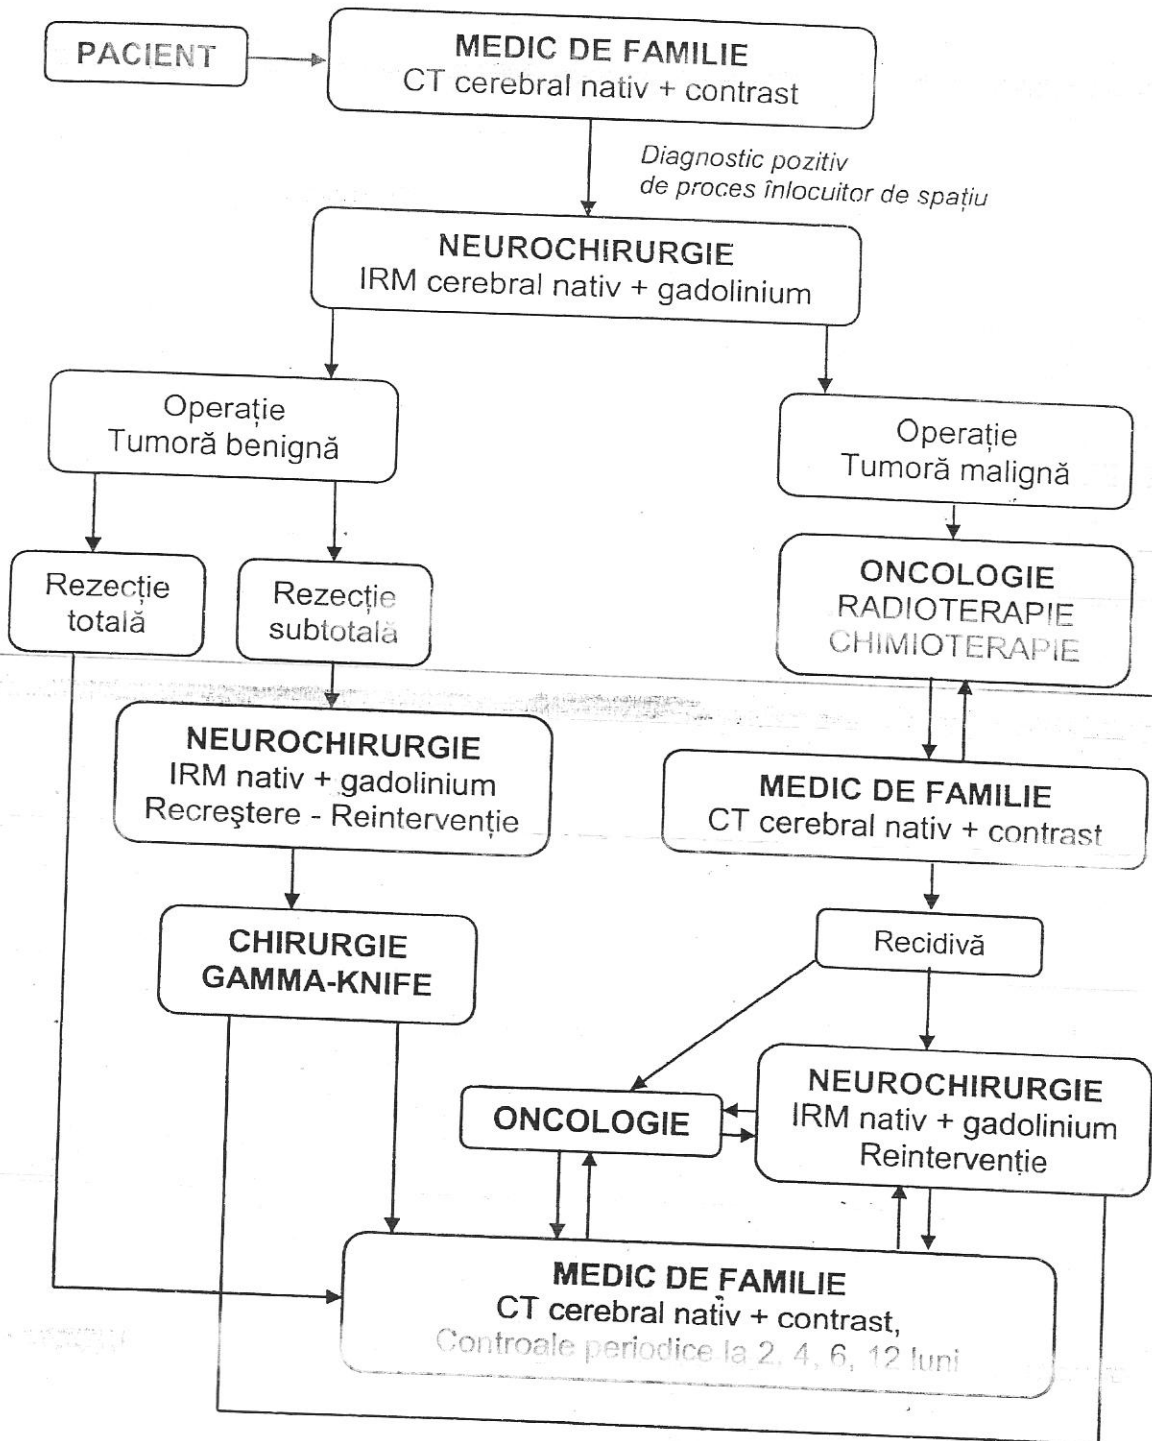 PACIENT
MEDIC DE FAMILIE
CT cerebral nativ + contrast
Diagnostic pozitiv
de proces înlocuitor de spațiu
NEUROCHIRURGIE
IRM cerebral nativ + gadolinium
Operație
Tumoră benignă
Operație
Tumoră malignă
Rezecție
totală
Rezecție
subtotală
ONCOLOGIE
RADIOTERAPIE
CHIMIOTERAPIE
NEUROCHIRURGIE
IRM nativ + gadolinium
Recreştere - Reintervenție
MEDIC DE FAMILIE
CT cerebral nativ + contrast
CHIRURGIE
GAMMA-KNIFE
Recidivă
ONCOLOGIE
NEUROCHIRURGIE
IRM nativ + gadolinium
Reintervenție
MEDIC DE FAMILIE
CT cerebral nativ + contrast,
Controale periodice la 2, 4, 6, 12 luni